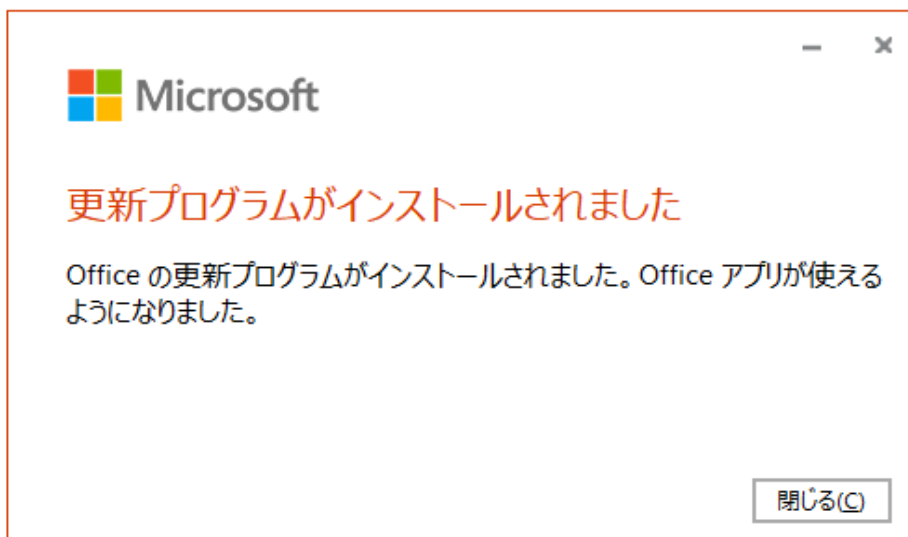 Microsoft
更新プログラムがインストールされました
Office の更新プログラムがインストールされました。Office アプリが使える
ようになりました。
閉じる(C)